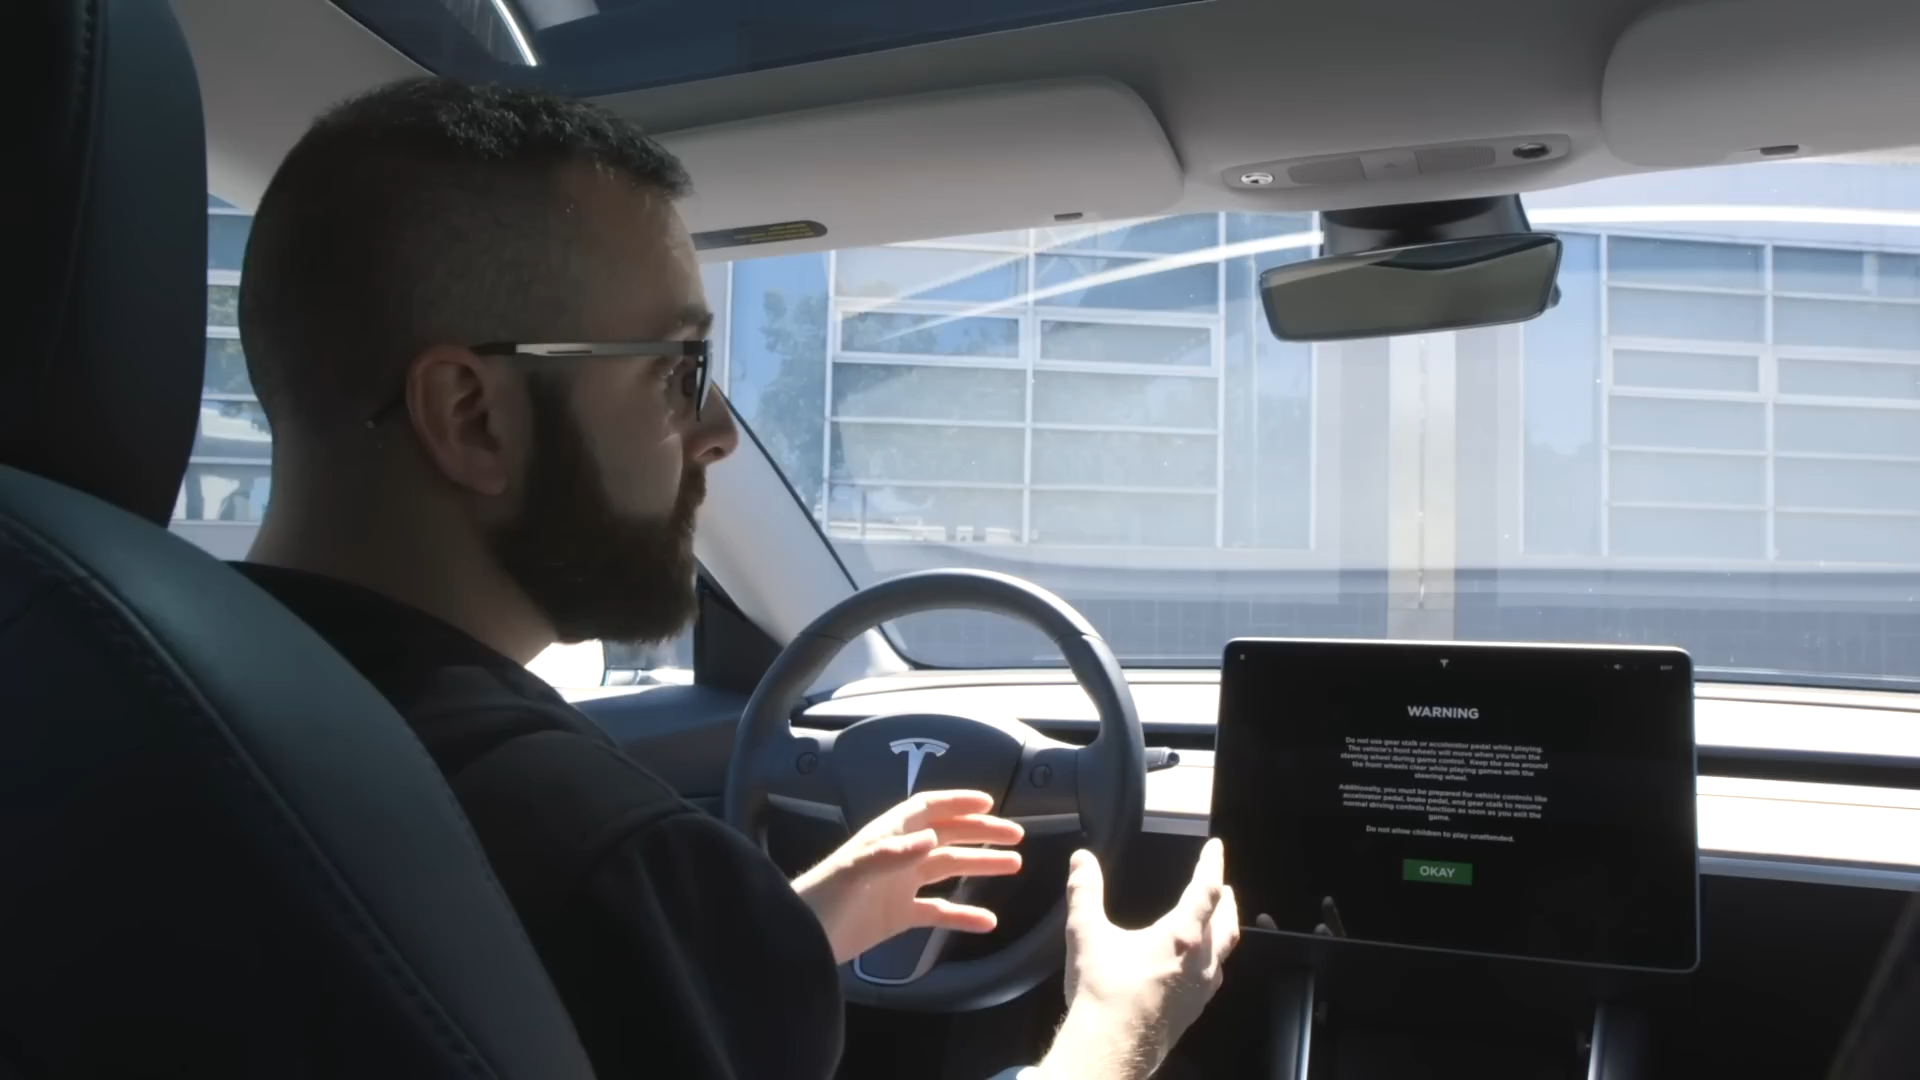 WARNING
Do not use gear stalk or accelerator pedal while playing.
The vehicle's front wheels will move when you turn the
steering wheel during game control. Keep the area around
the front wheels clear while playing games with the
steering wheel.
Additionally, you must be prepared for vehicle controls like
accelerator pedal, brake pedal, and gear stalk to resume
normal driving controls function as soon as you exit the
game.
Do not allow children to play unattended.
OKAY